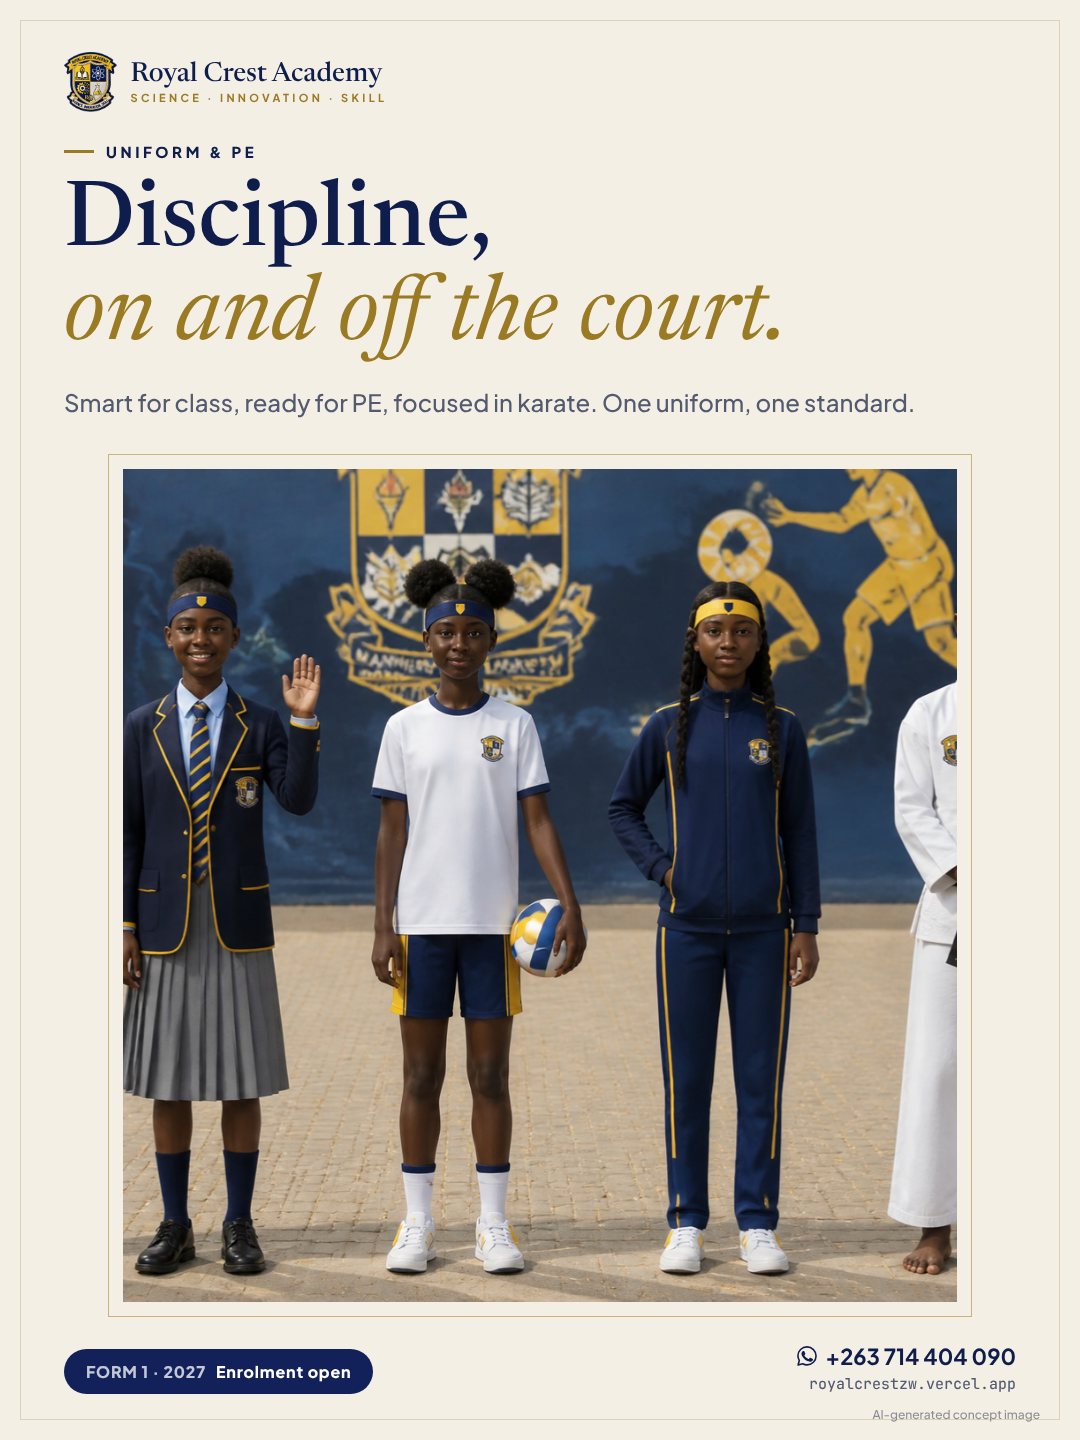 Royal Crest Academy
SCIENCE · INNOVATION · SKILL
UNIFORM & PE
Discipline,
on and off the court.
Smart for class, ready for PE, focused in karate. One uniform, one standard.
FORM 1 · 2027 Enrolment open
+263 714 404 090
royalcrestzw.vercel.app
AI-generated concept image